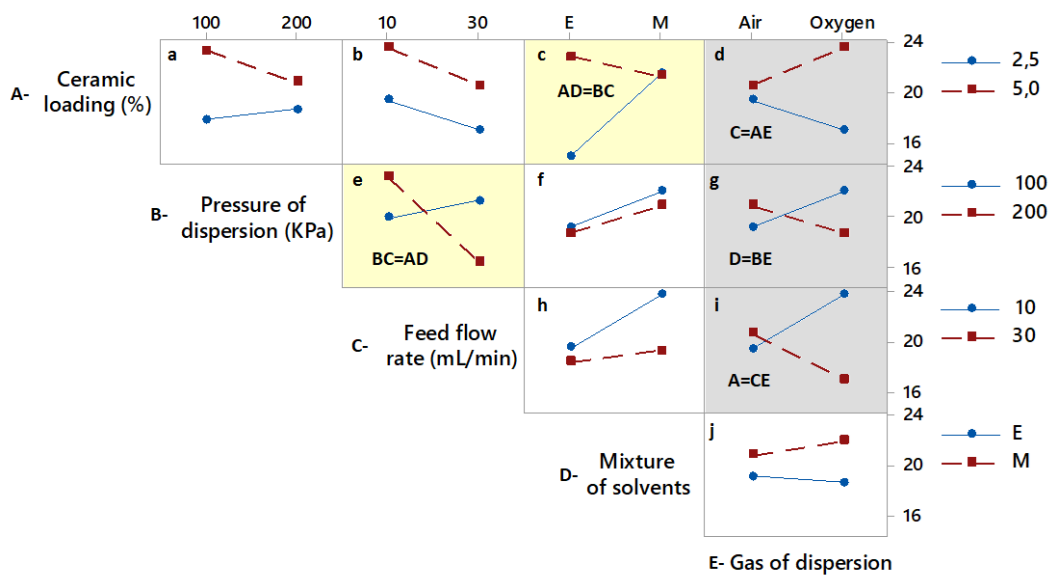 100 200 10 30 E M Air Oxygen
a b c d 24
A- Ceramic loading (%)
AD=BC
C=AE
20
16
2,5
5,0
e f g 24
B- Pressure of dispersion (KPa)
BC=AD
D=BE
20
16
100
200
h i 24
C- Feed flow rate (mL/min)
A=CE
20
16
10
30
j 24
D- Mixture of solvents
20
16
E
M
E- Gas of dispersion